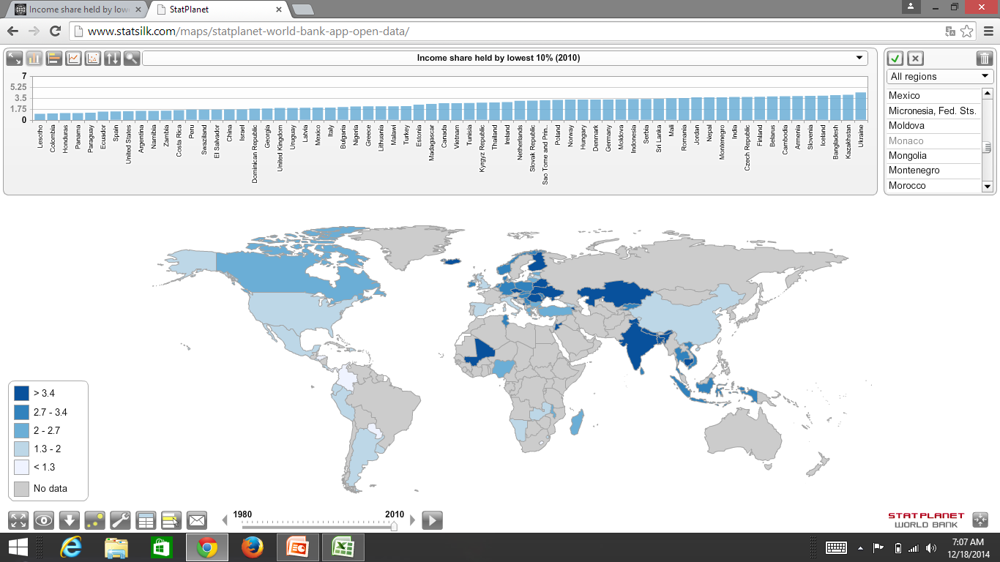 Income share held by lowe
StatPlanet
www.statsilk.com/maps/statplanet-world-bank-app-open-data/
Income share held by lowest 10% (2010)
7
5.25
3.5
1.75
0
Lesotho
Colombia
Honduras
Panama
Paraguay
Ecuador
Spain
United States
Argentina
Namibia
Zambia
Costa Rica
Peru
Swaziland
El Salvador
China
Israel
Dominican Republic
Georgia
United Kingdom
Uruguay
Latvia
Mexico
Italy
Bulgaria
Nigeria
Greece
Lithuania
Malawi
Turkey
Estonia
Madagascar
Canada
Vietnam
Tunisia
Kyrgyz Republic
Thailand
Ireland
Netherlands
Slovak Republic
Sao Tome and Prin.
Poland
Norway
Hungary
Denmark
Germany
Moldova
Indonesia
Serbia
Sri Lanka
Mali
Romania
Jordan
Nepal
Montenegro
India
Czech Republic
Finland
Belarus
Cambodia
Armenia
Slovenia
Iceland
Bangladesh
Kazakhstan
Ukraine
All regions
Mexico
Micronesia, Fed. Sts.
Moldova
Monaco
Mongolia
Montenegro
Morocco
> 3.4
2.7 - 3.4
2 - 2.7
1.3 - 2
< 1.3
No data
1980
2010
STATPLANET
WORLD BANK
7:07 AM
12/18/2014